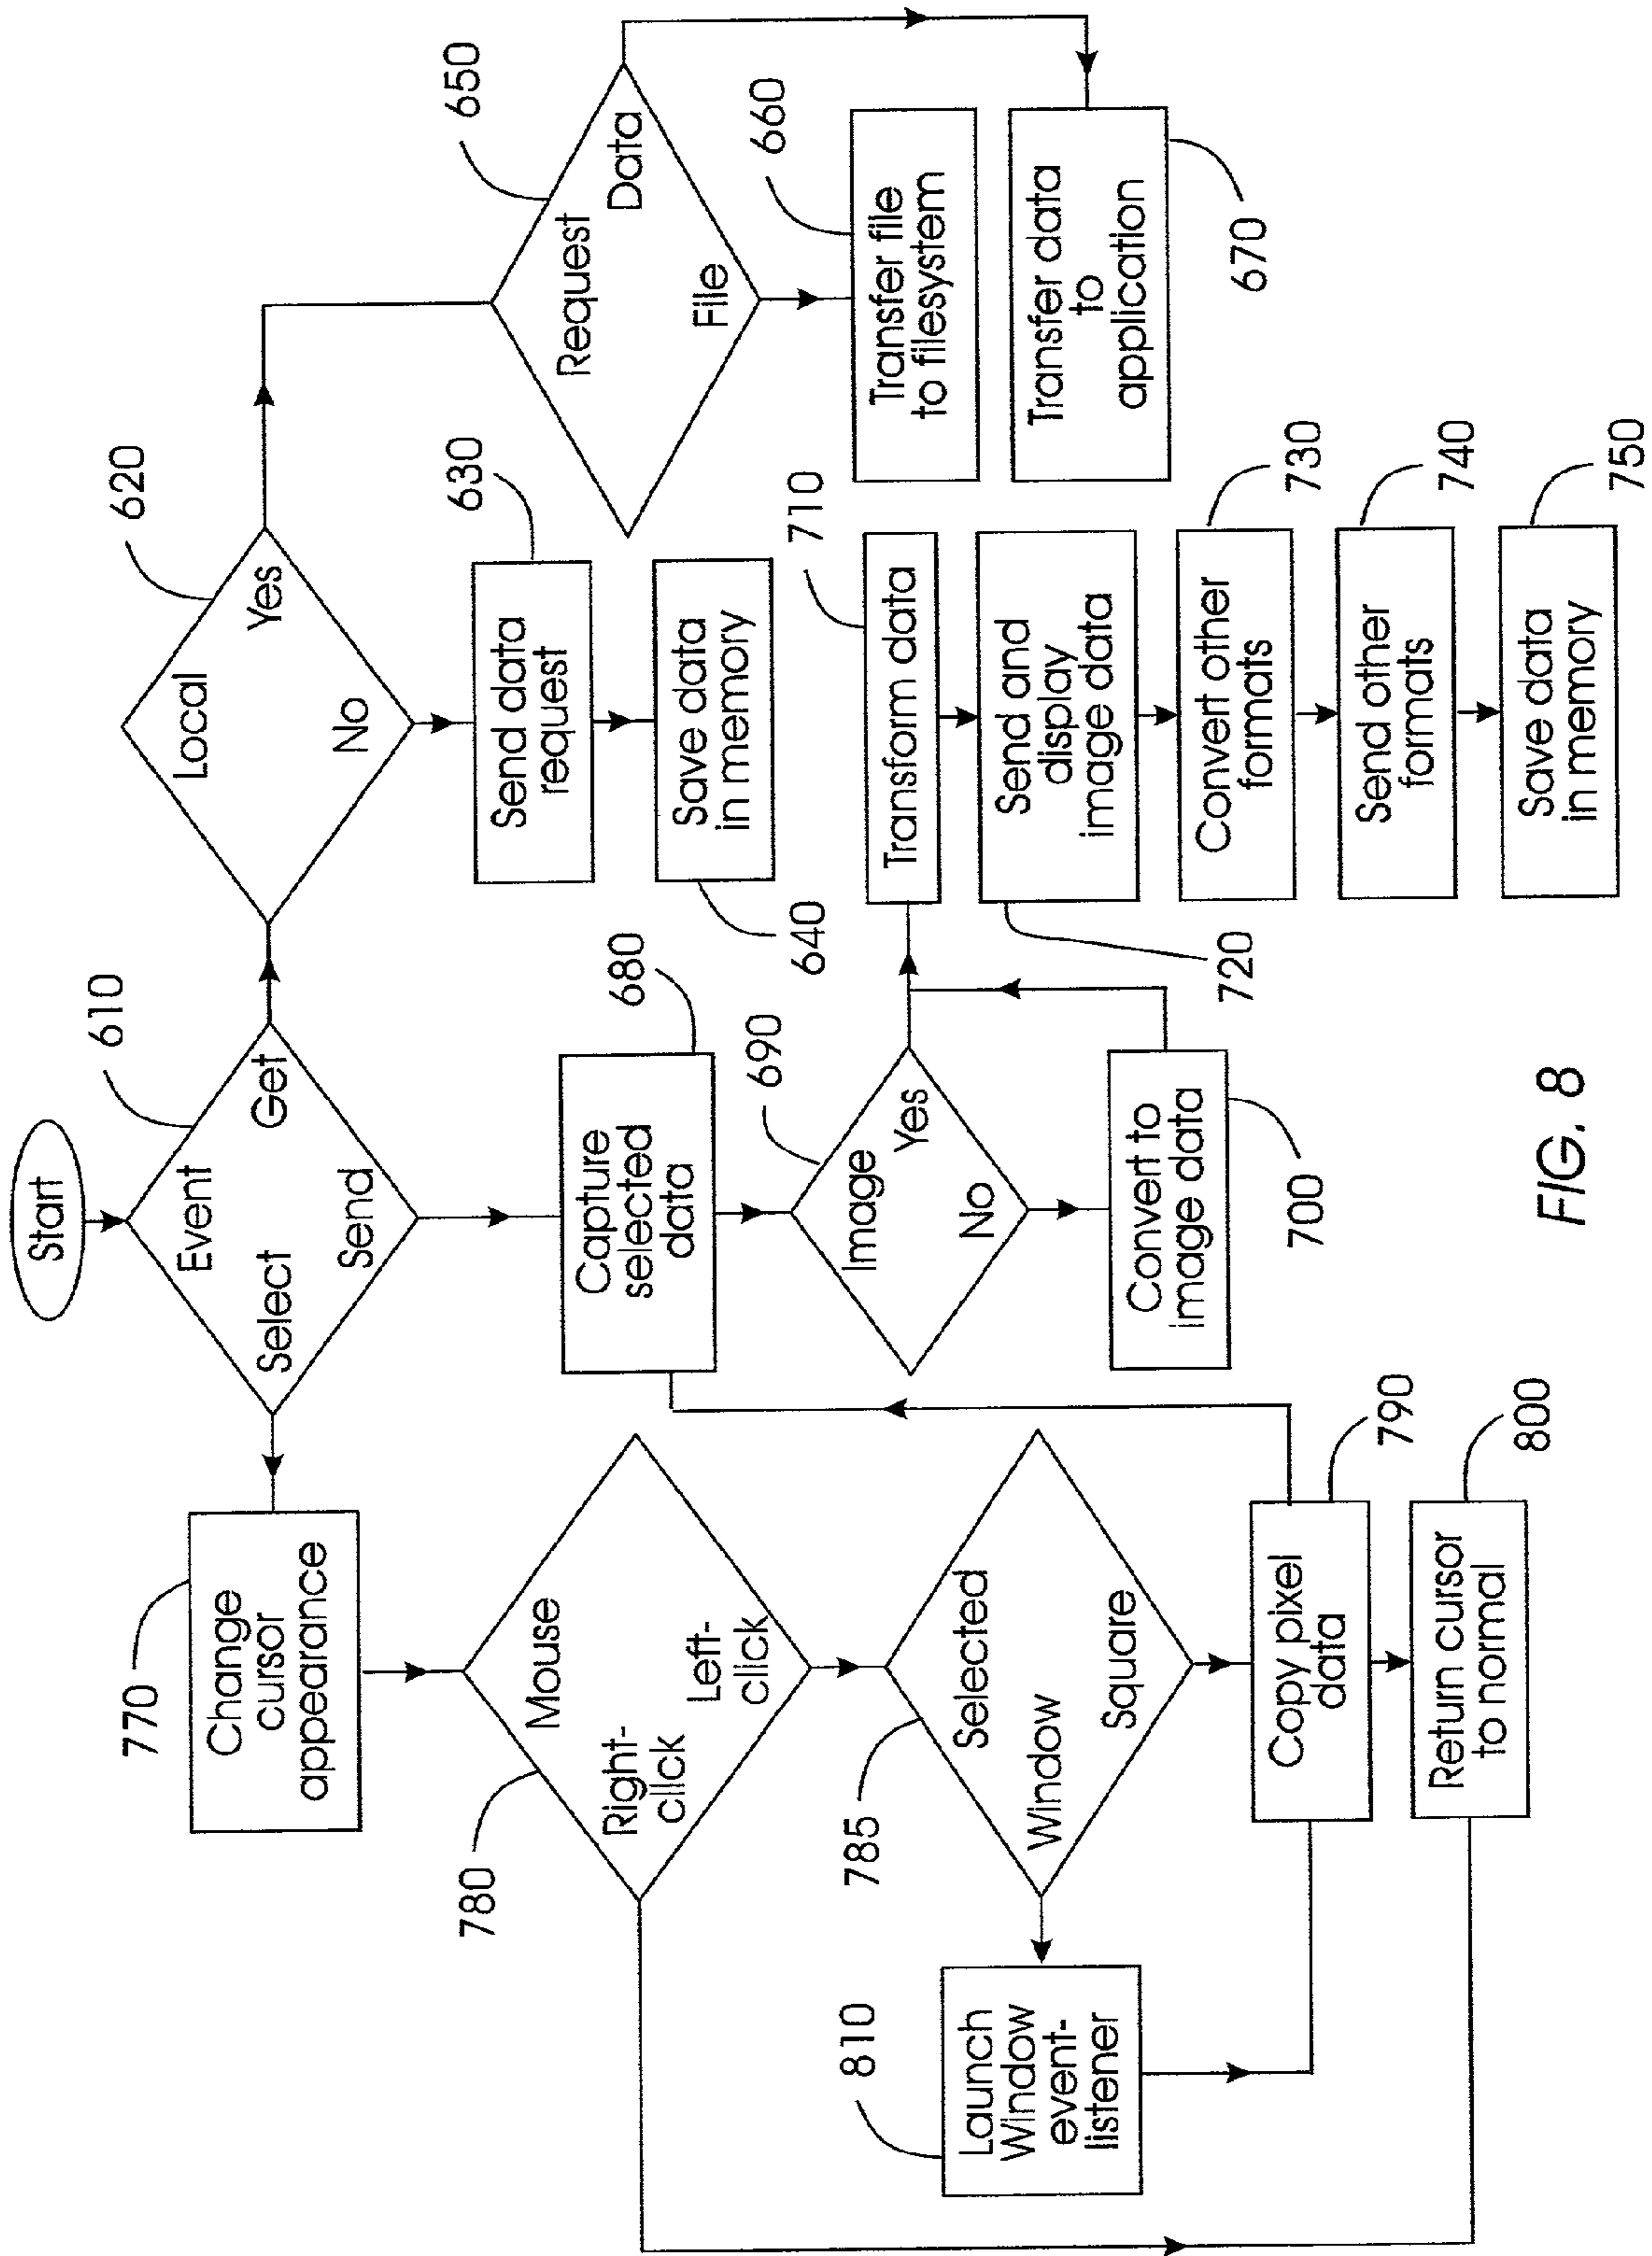 Start
610
Event
Select
Get
Send
620
Local
Yes
No
630
Send data
request
640
Save data
in memory
650
Request
Data
File
660
Transfer file
to filesystem
670
Transfer data
to
application
680
Capture
selected
data
690
Image
Yes
No
700
Convert to
image data
710
Transform data
720
Send and
display
image data
730
Convert other
formats
740
Send other
formats
750
Save data
in memory
770
Change
cursor
appearance
780
Mouse
Right-
click
Left-
click
785
Selected
Window
Square
790
Copy pixel
data
800
Return cursor
to normal
810
Launch
Window
event-
listener
FIG. 8